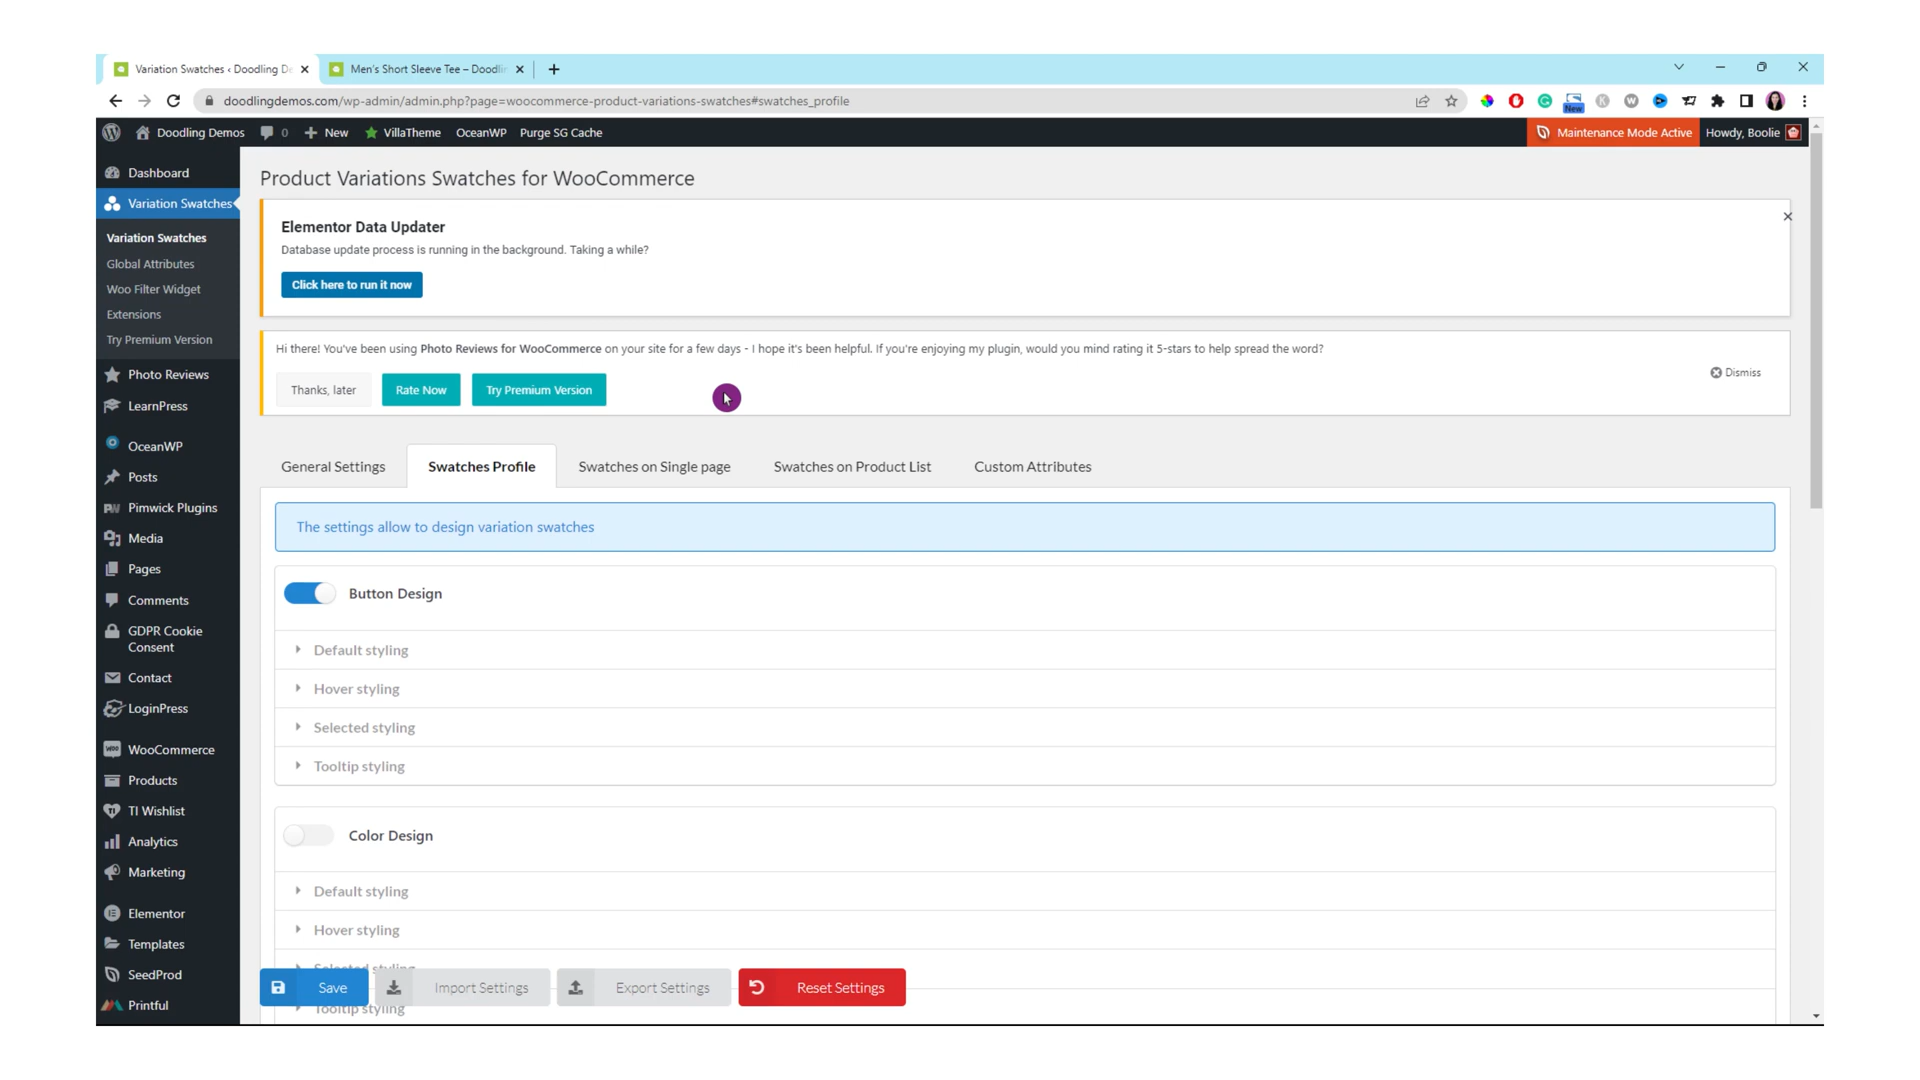 Variation Swatches ‹ Doodling De
Men's Short Sleeve Tee – Doodli
doodlingdemos.com/wp-admin/admin.php?page=woocommerce-product-variations-swatches#swatches_profile
New
Doodling Demos
0
New
VillaTheme
OceanWP
Purge SG Cache
Maintenance Mode Active
Howdy, Boolie
Dashboard
Variation Swatches
Variation Swatches
Global Attributes
Woo Filter Widget
Extensions
Try Premium Version
Photo Reviews
LearnPress
OceanWP
Posts
Pimwick Plugins
Media
Pages
Comments
GDPR Cookie
Consent
Contact
LoginPress
WooCommerce
Products
TI Wishlist
Analytics
Marketing
Elementor
Templates
SeedProd
Printful
Product Variations Swatches for WooCommerce
Elementor Data Updater
Database update process is running in the background. Taking a while?
Click here to run it now
Hi there! You've been using Photo Reviews for WooCommerce on your site for a few days - I hope it's been helpful. If you're enjoying my plugin, would you mind rating it 5-stars to help spread the word?
Dismiss
Thanks, later
Rate Now
Try Premium Version
General Settings
Swatches Profile
Swatches on Single page
Swatches on Product List
Custom Attributes
The settings allow to design variation swatches
Button Design
Default styling
Hover styling
Selected styling
Tooltip styling
Color Design
Default styling
Hover styling
Selected styling
Save
Import Settings
Export Settings
Reset Settings
Tooltip styling